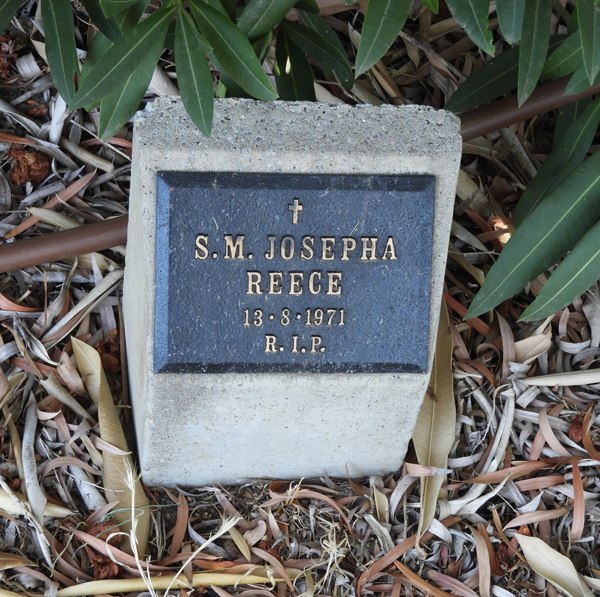 S.M. JOSEPHA
REECE
13·8·1971
R.I.P.